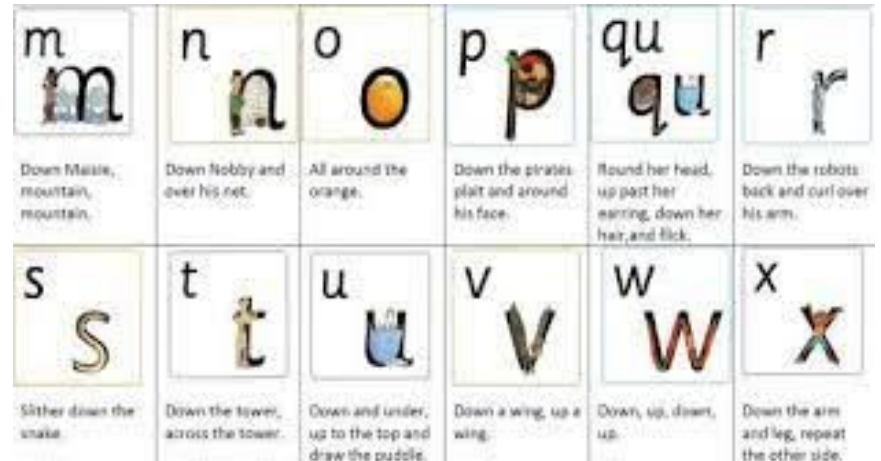 m
n
o
p
qu
r
m
n
o
p
qu
r
Down Maisie,
mountain,
mountain.
Down Nobby and
over his net.
All around the
orange.
Down the pirates
plait and around
his face.
Round her head,
up past her
earring, down her
hair,and flick.
Down the robots
back and curl over
his arm.
s
t
u
v
w
x
s
t
u
v
w
x
Slither down the
snake.
Down the tower,
across the tower.
Down and under,
up to the top and
draw the puddle.
Down a wing, up a
wing.
Down, up, down,
up.
Down the arm
and leg, repeat
the other side.